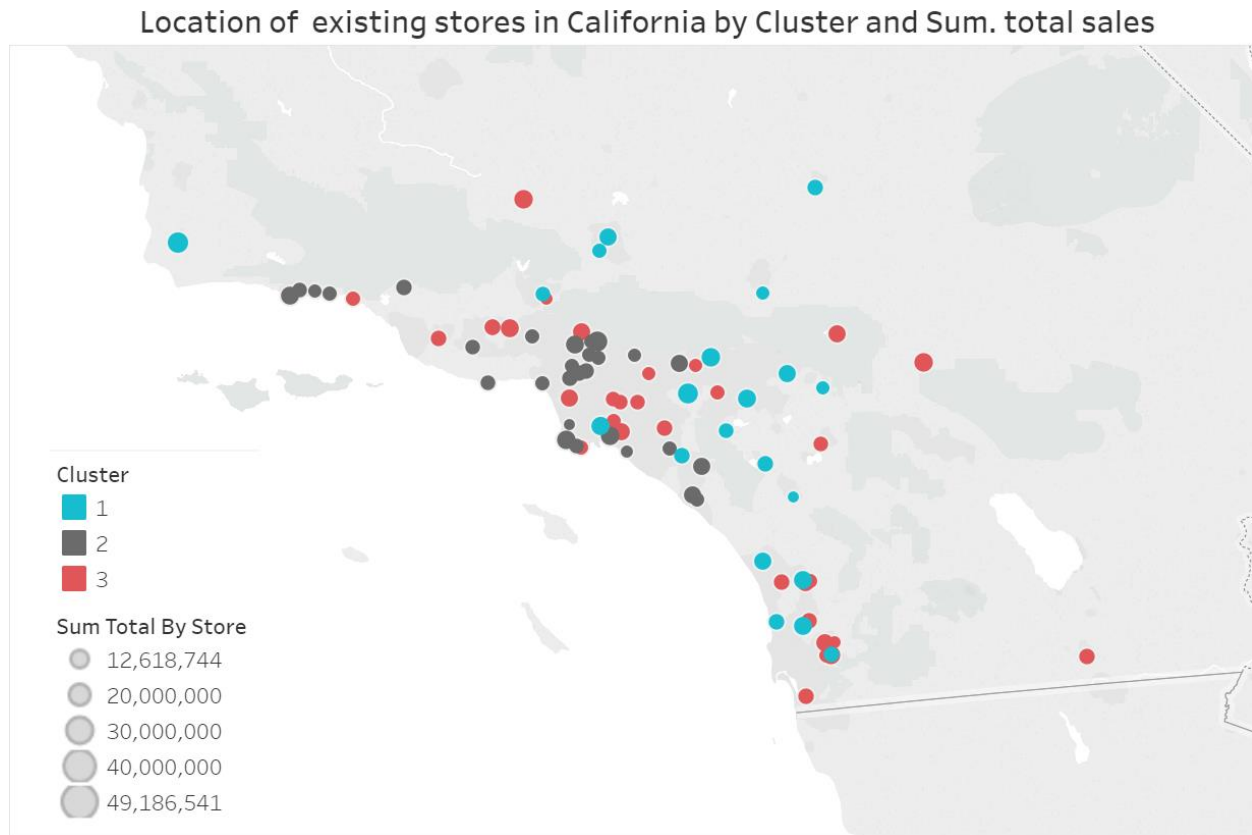 Location of  existing stores in California by Cluster and Sum. total sales
Cluster
1
2
3
Sum Total By Store
12,618,744
20,000,000
30,000,000
40,000,000
49,186,541